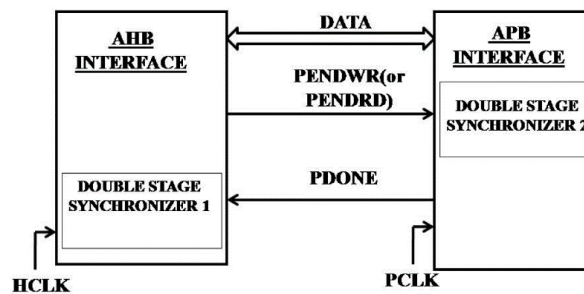 AHB
INTERFACE
DATA
APB
INTERFACE
PENDWR(or
PENDRD)
DOUBLE STAGE
SYNCHRONIZER 2
DOUBLE STAGE
SYNCHRONIZER 1
PDONE
HCLK
PCLK